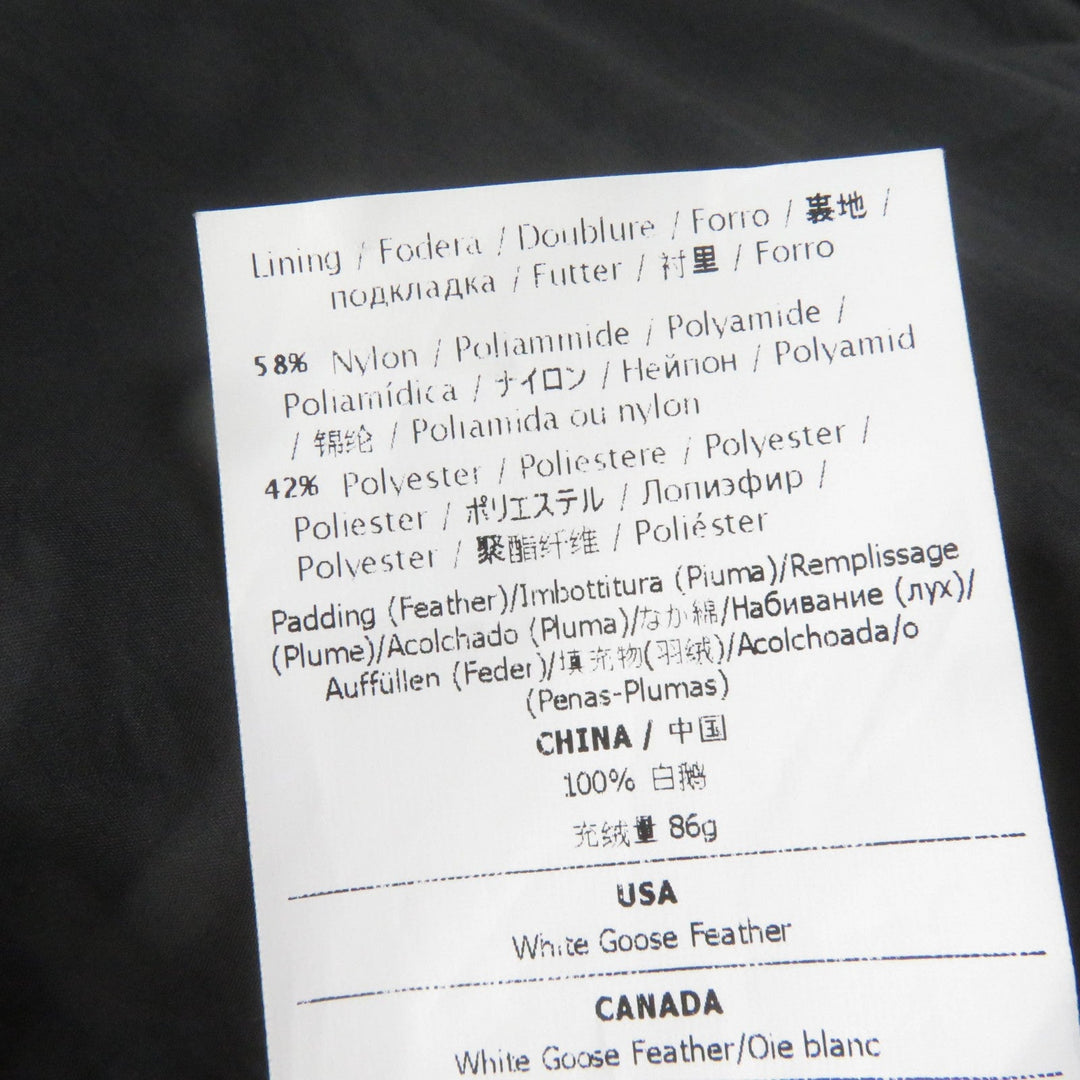 Lining / Fodera / Doublure / Forro / 裏地 /
подкладка / Futter / 衬里 / Forro
58% Nylon / Poliammide / Polyamide /
Poliamídica / ナイロン / Нейпон / Polyamid
/ 锦纶 / Poliamida ou nylon
42% Polyester / Poliestere / Polyester /
Poliester / ポリエステル / Лопиэфир /
Polyester / 聚酯纤维 / Poliéster
Padding (Feather)/Imbottitura (Piuma)/Remplissage
(Plume)/Acolchado (Pluma)/なか綿/Набивание (лух)/
Auffüllen (Feder)/填充物(羽绒)/Acolchoada/o
(Penas-Plumas)
CHINA / 中国
100% 白鹅
充绒量 86g
USA
White Goose Feather
CANADA
White Goose Feather/Oie blanc